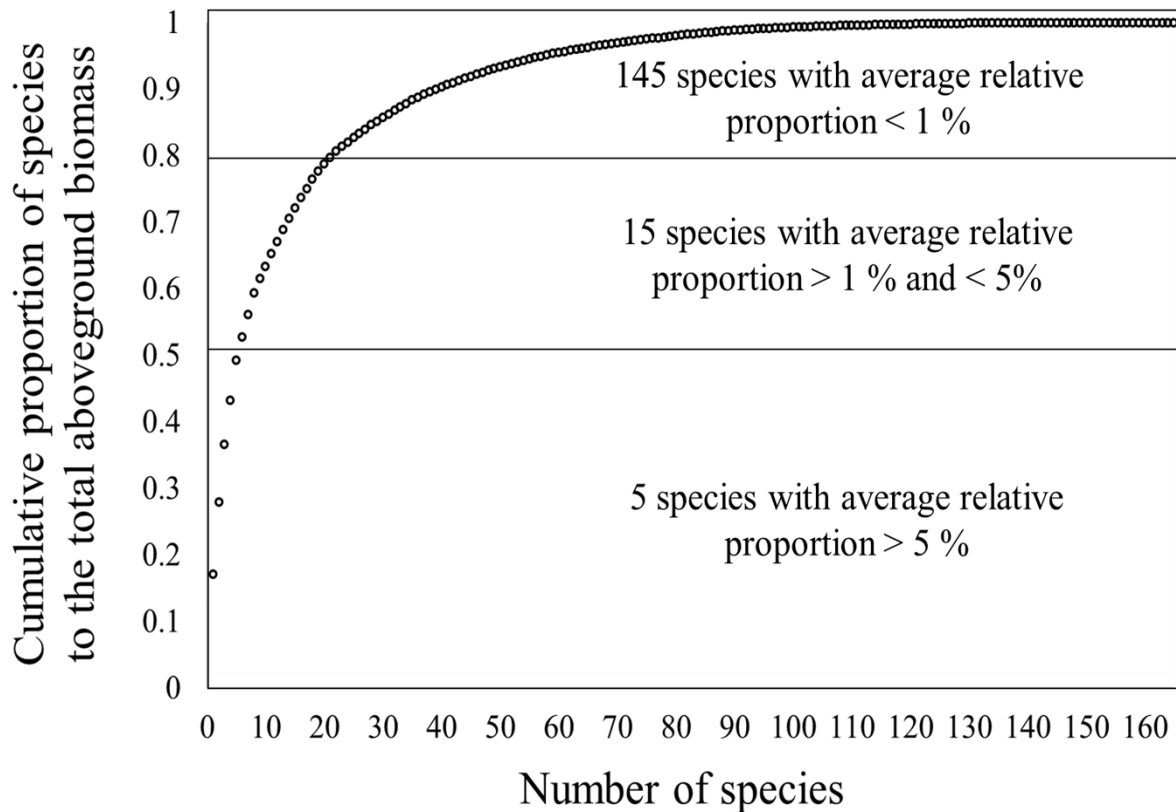 Cumulative proportion of species
to the total aboveground biomass
1
0.9
0.8
0.7
0.6
0.5
0.4
0.3
0.2
0.1
0
145 species with average relative
proportion < 1 %
15 species with average relative
proportion > 1 % and < 5%
5 species with average relative
proportion > 5 %
0 10 20 30 40 50 60 70 80 90 100 110 120 130 140 150 160
Number of species